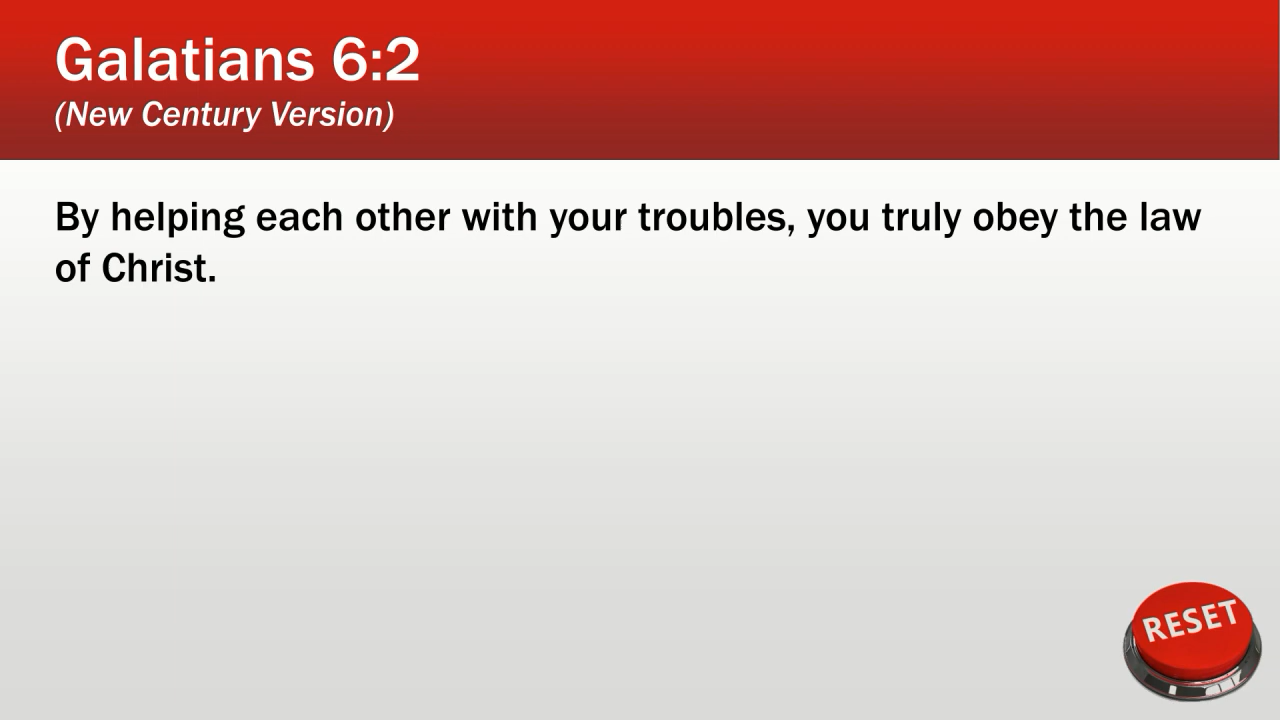 Galatians 6:2
(New Century Version)
By helping each other with your troubles, you truly obey the law
of Christ.
RESET